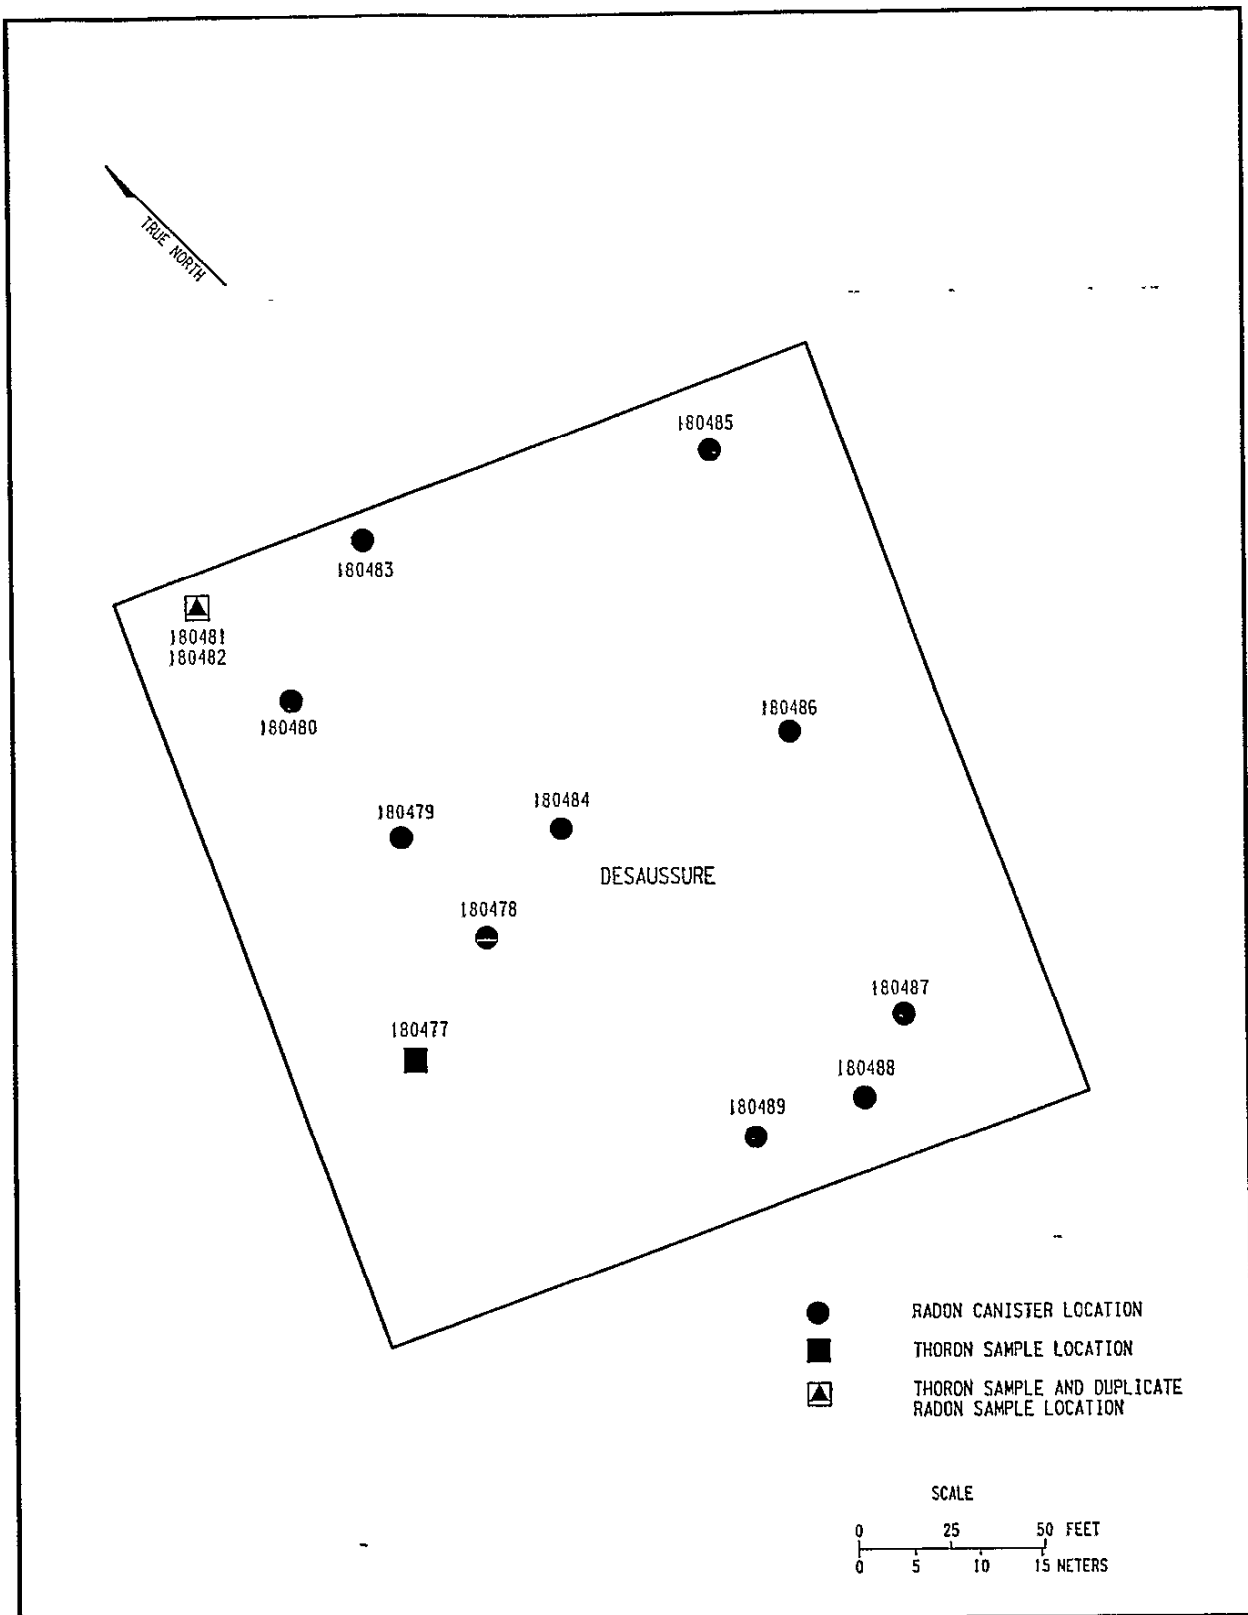 TRUE NORTH
180485
180483
180481
180482
180480
180486
180479
180484
DESAUSSURE
180478
180487
180477
180488
180489
RADON CANISTER LOCATION
THORON SAMPLE LOCATION
THORON SAMPLE AND DUPLICATE
RADON SAMPLE LOCATION
SCALE
0 25 50 FEET
0 5 10 15 METERS